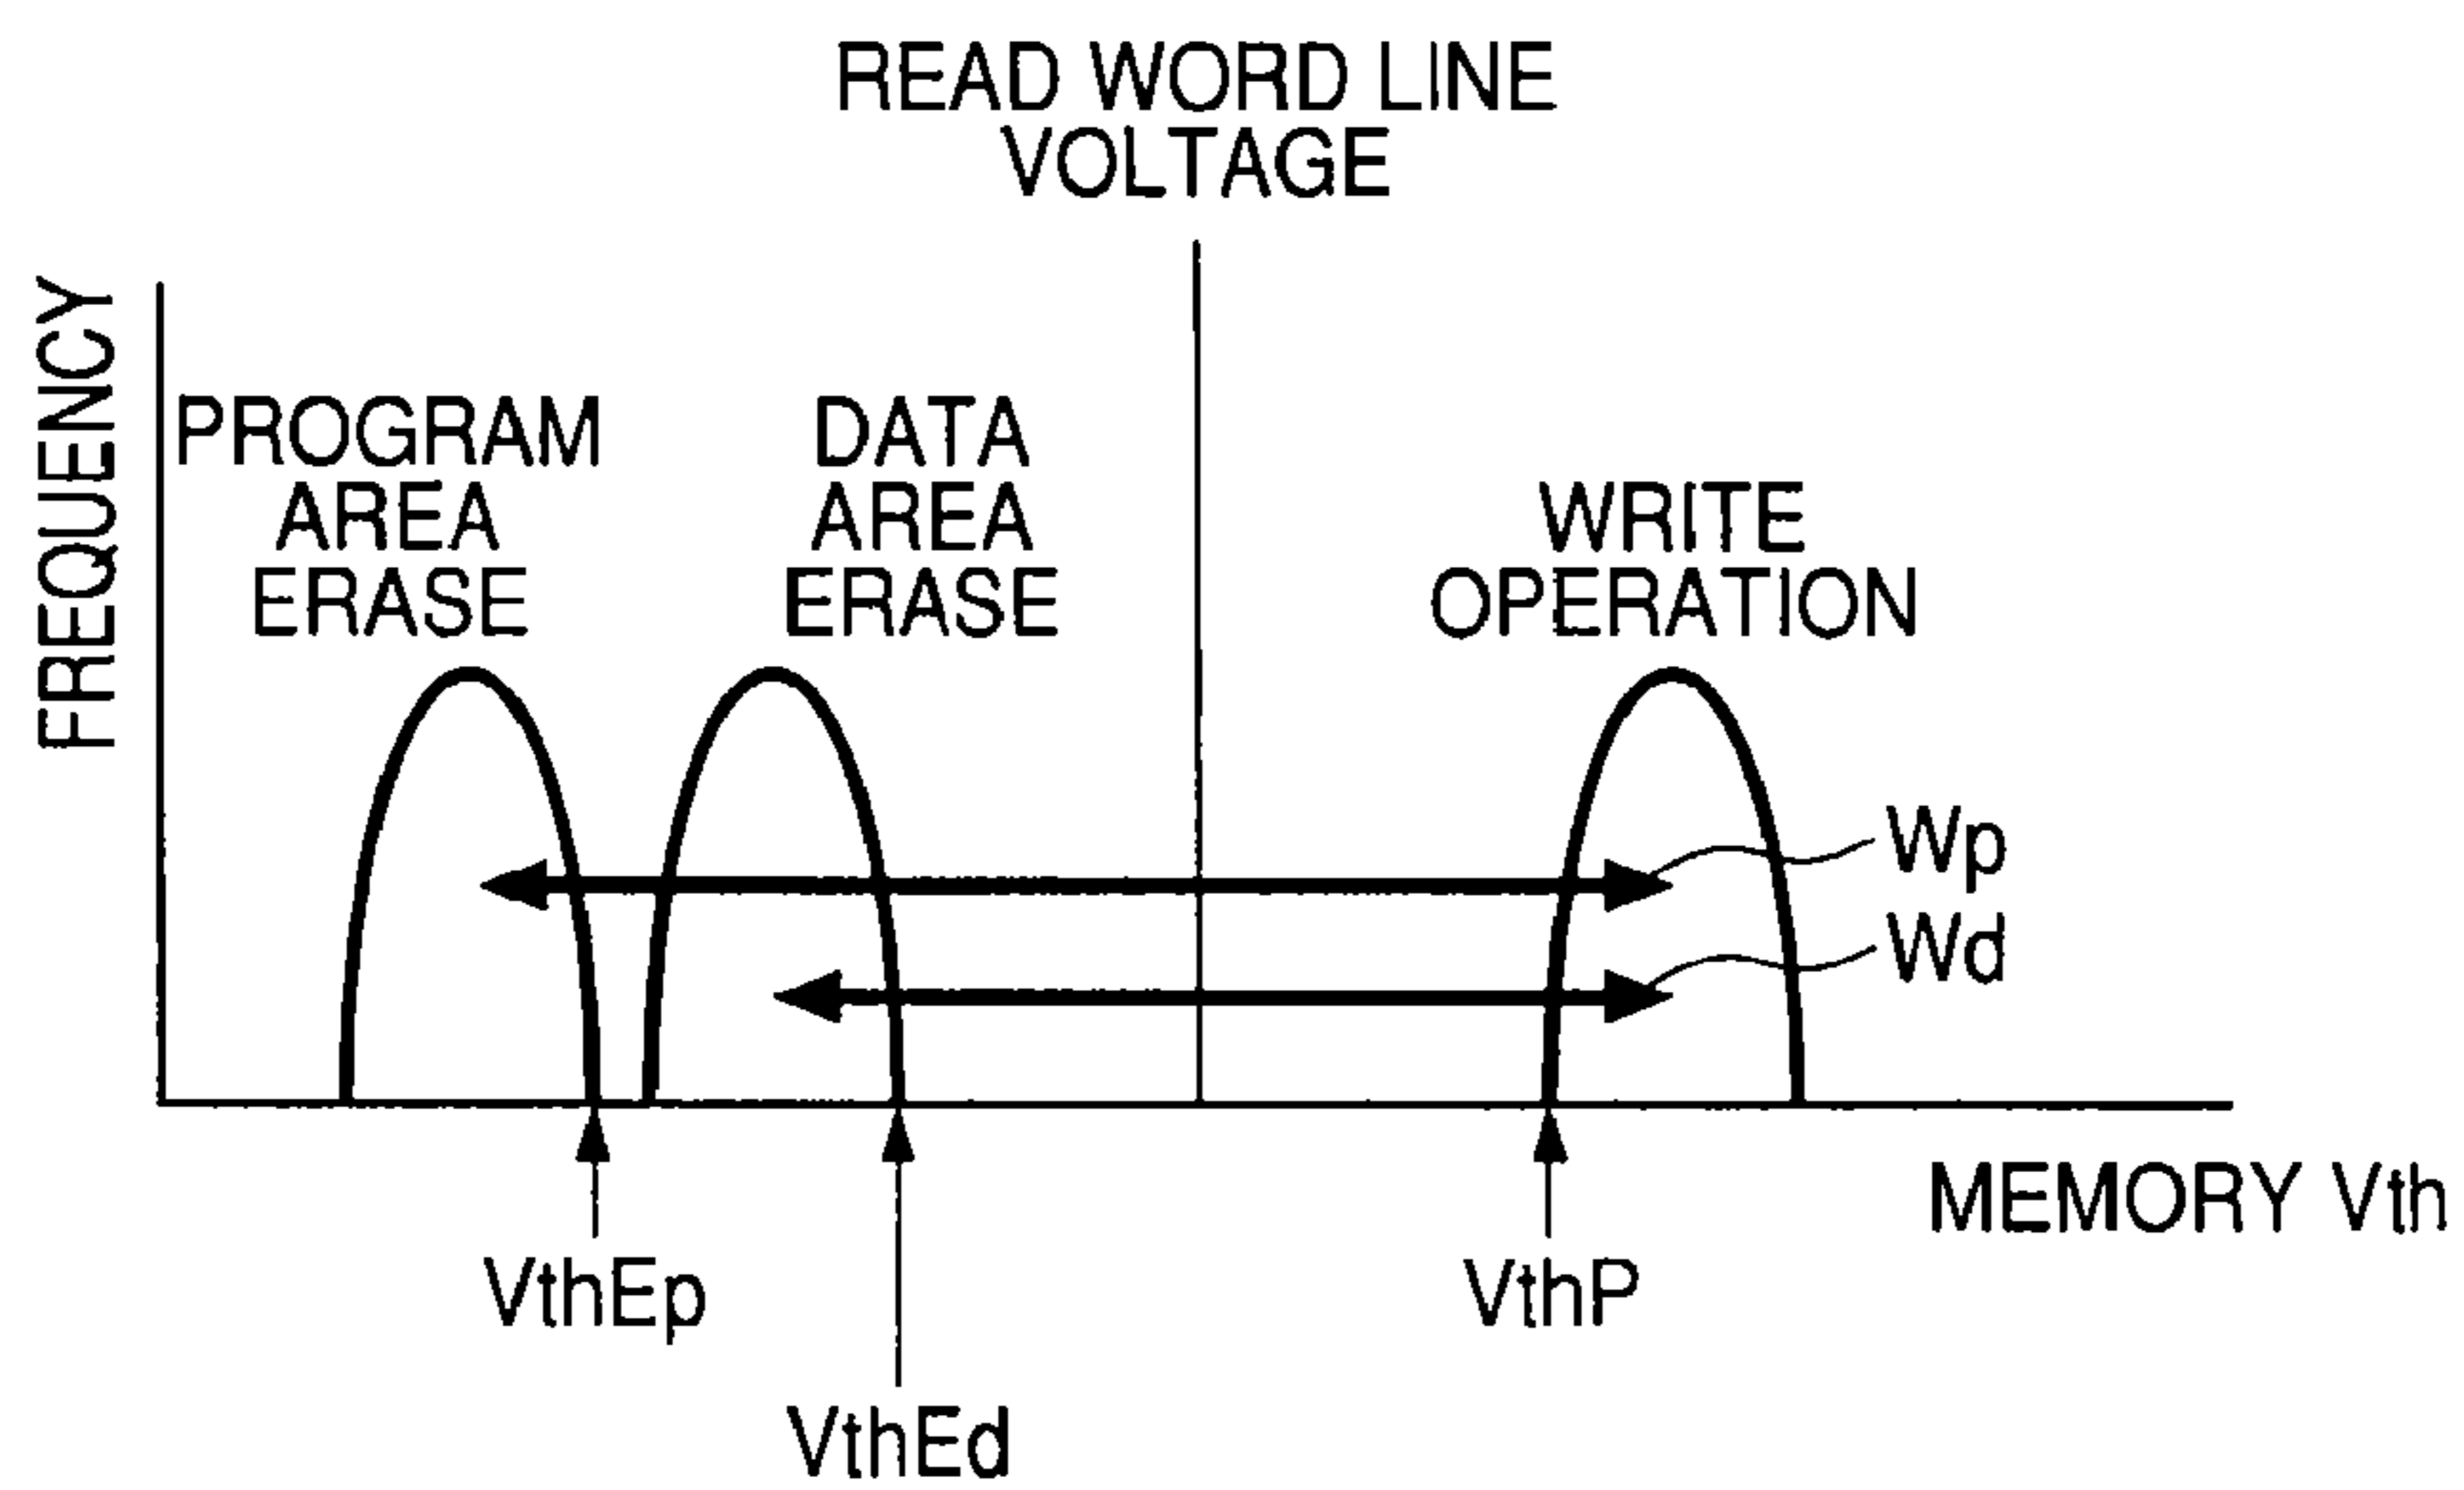 READ WORD LINE
VOLTAGE
FREQUENCY
PROGRAM
AREA
ERASE
DATA
AREA
ERASE
WRITE
OPERATION
Wp
Wd
MEMORY Vth
VthEp
VthP
VthEd